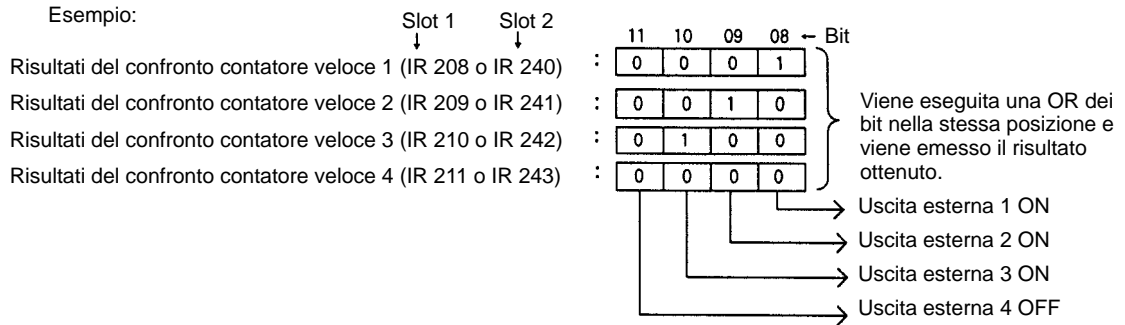 Esempio:
Slot 1 Slot 2
11 10 09 08 ← Bit
Risultati del confronto contatore veloce 1 (IR 208 o IR 240) : 0 0 0 1
Risultati del confronto contatore veloce 2 (IR 209 o IR 241) : 0 0 1 0
Risultati del confronto contatore veloce 3 (IR 210 o IR 242) : 0 1 0 0
Risultati del confronto contatore veloce 4 (IR 211 o IR 243) : 0 0 0 0
Viene eseguita una OR dei
bit nella stessa posizione e
viene emesso il risultato
ottenuto.
Uscita esterna 1 ON
Uscita esterna 2 ON
Uscita esterna 3 ON
Uscita esterna 4 OFF